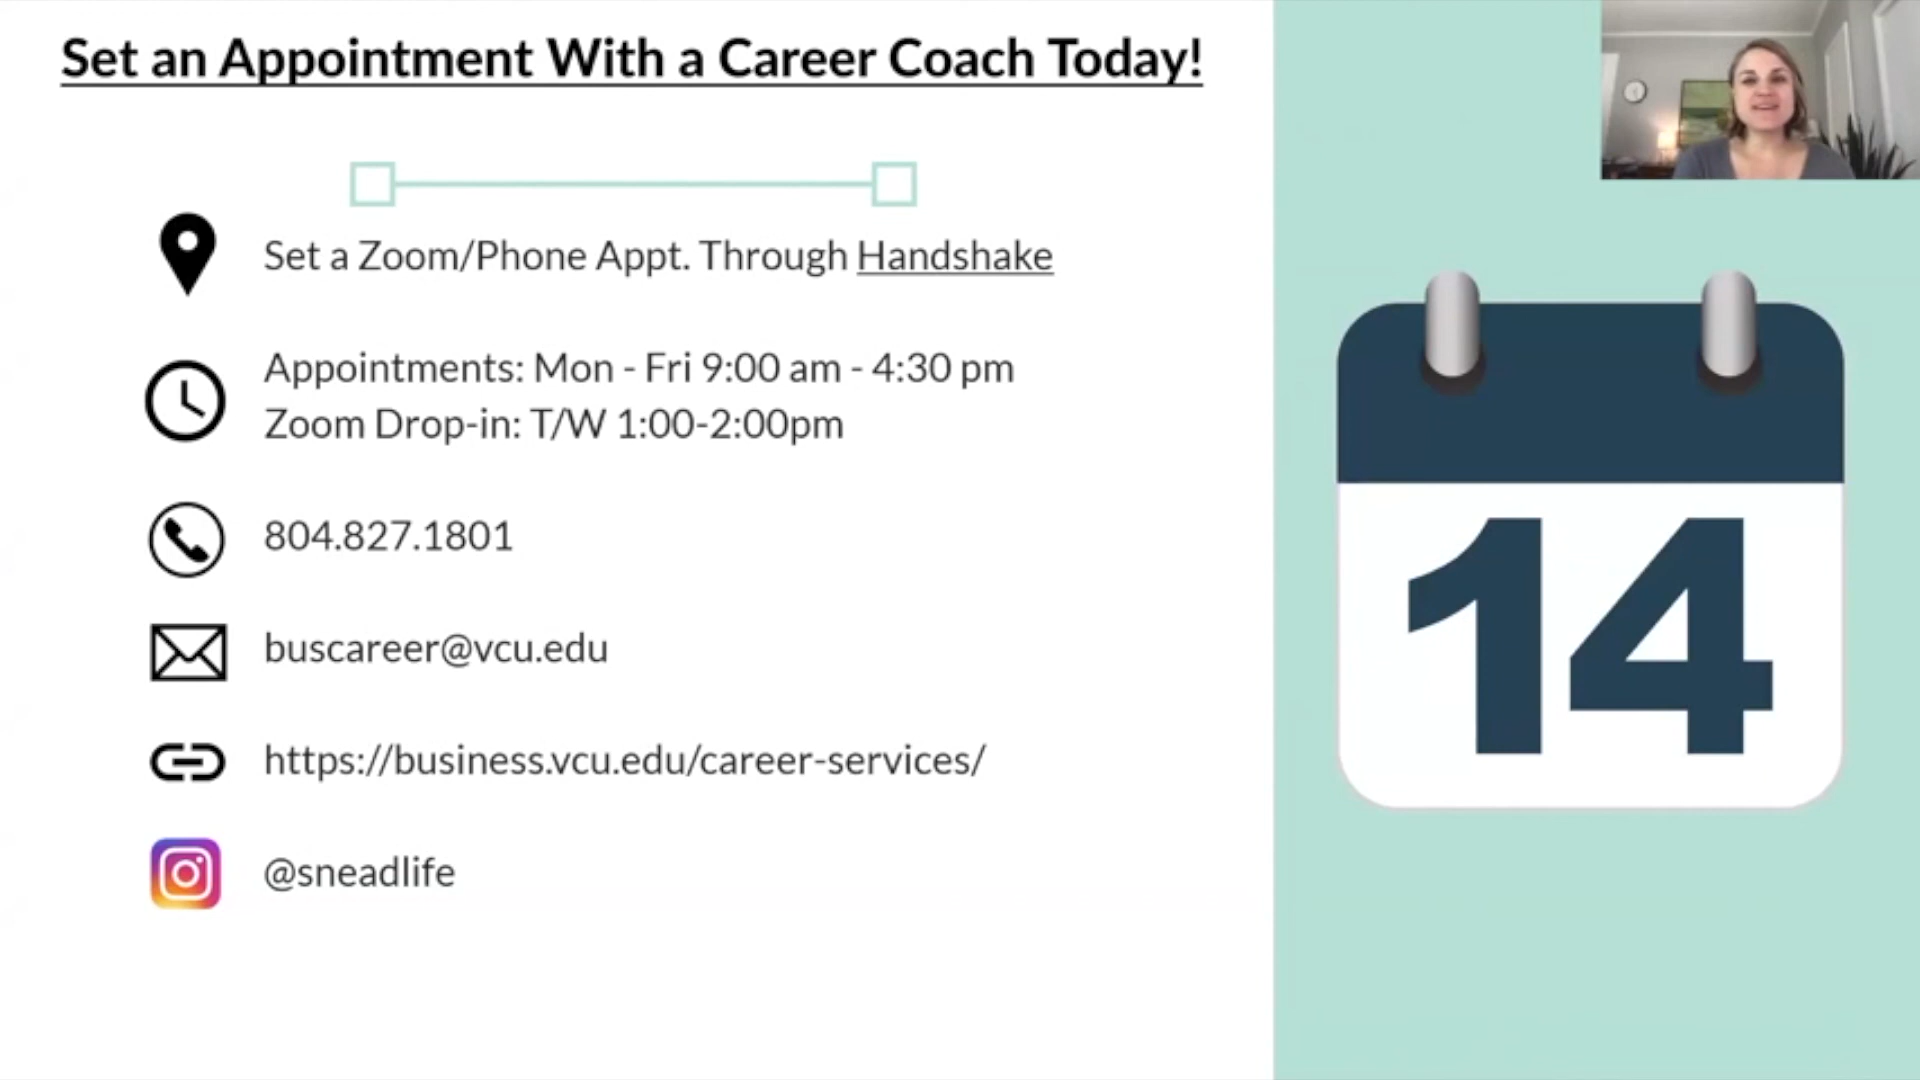 Set an Appointment With a Career Coach Today!
Set a Zoom/Phone Appt. Through Handshake
Appointments: Mon - Fri 9:00 am - 4:30 pm
Zoom Drop-in: T/W 1:00-2:00pm
804.827.1801
buscareer@vcu.edu
https://business.vcu.edu/career-services/
@sneadlife
14